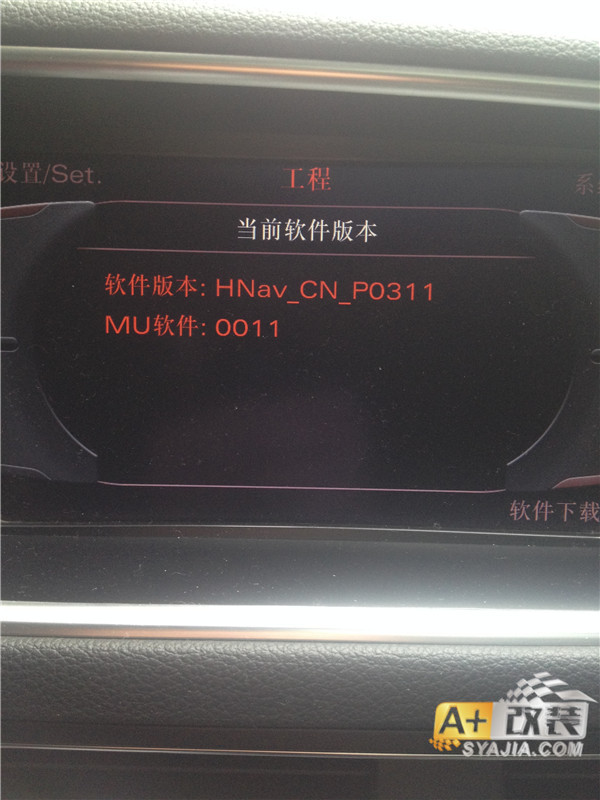 设置/Set.
工程
系
当前软件版本
软件版本: HNav_CN_P0311
MU软件: 0011
软件下载
A+ 改装
SYAJIA.COM